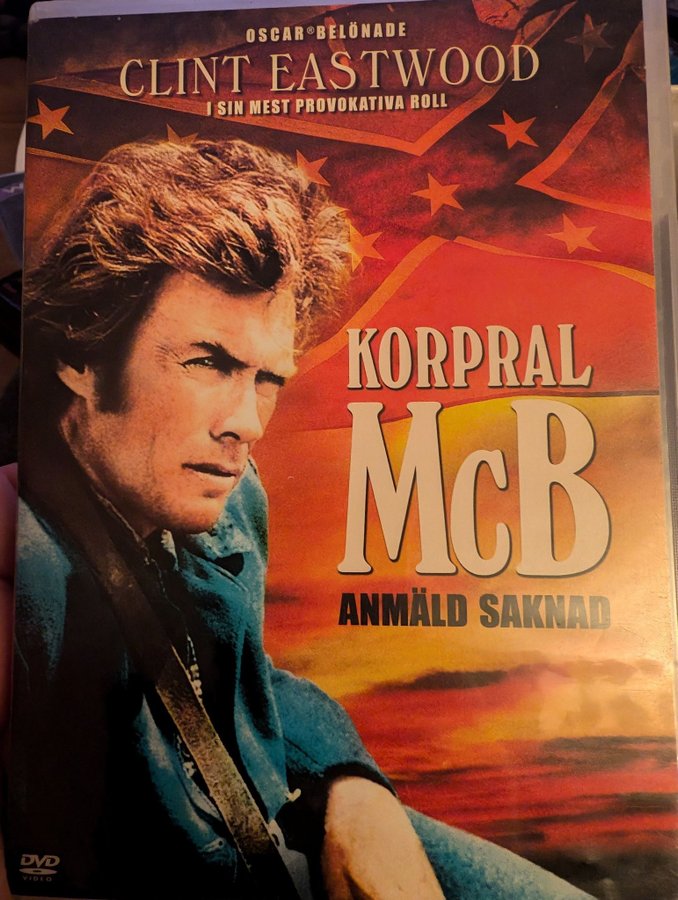 OSCAR® BELÖNADE
CLINT EASTWOOD
I SIN MEST PROVOKATIVA ROLL
KORPRAL
McB
ANMÄLD SAKNAD
DVD
VIDEO